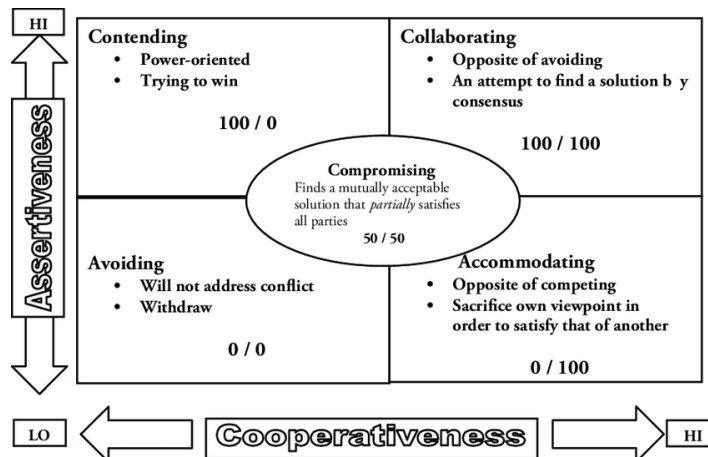 HI
Contending
• Power-oriented
• Trying to win
100 / 0
Collaborating
• Opposite of avoiding
• An attempt to find a solution b y
consensus
100 / 100
Assertiveness
Compromising
Finds a mutually acceptable
solution that partially satisfies
all parties
50 / 50
Avoiding
• Will not address conflict
• Withdraw
0 / 0
Accommodating
• Opposite of competing
• Sacrifice own viewpoint in
order to satisfy that of another
0 / 100
LO
Cooperativeness
HI